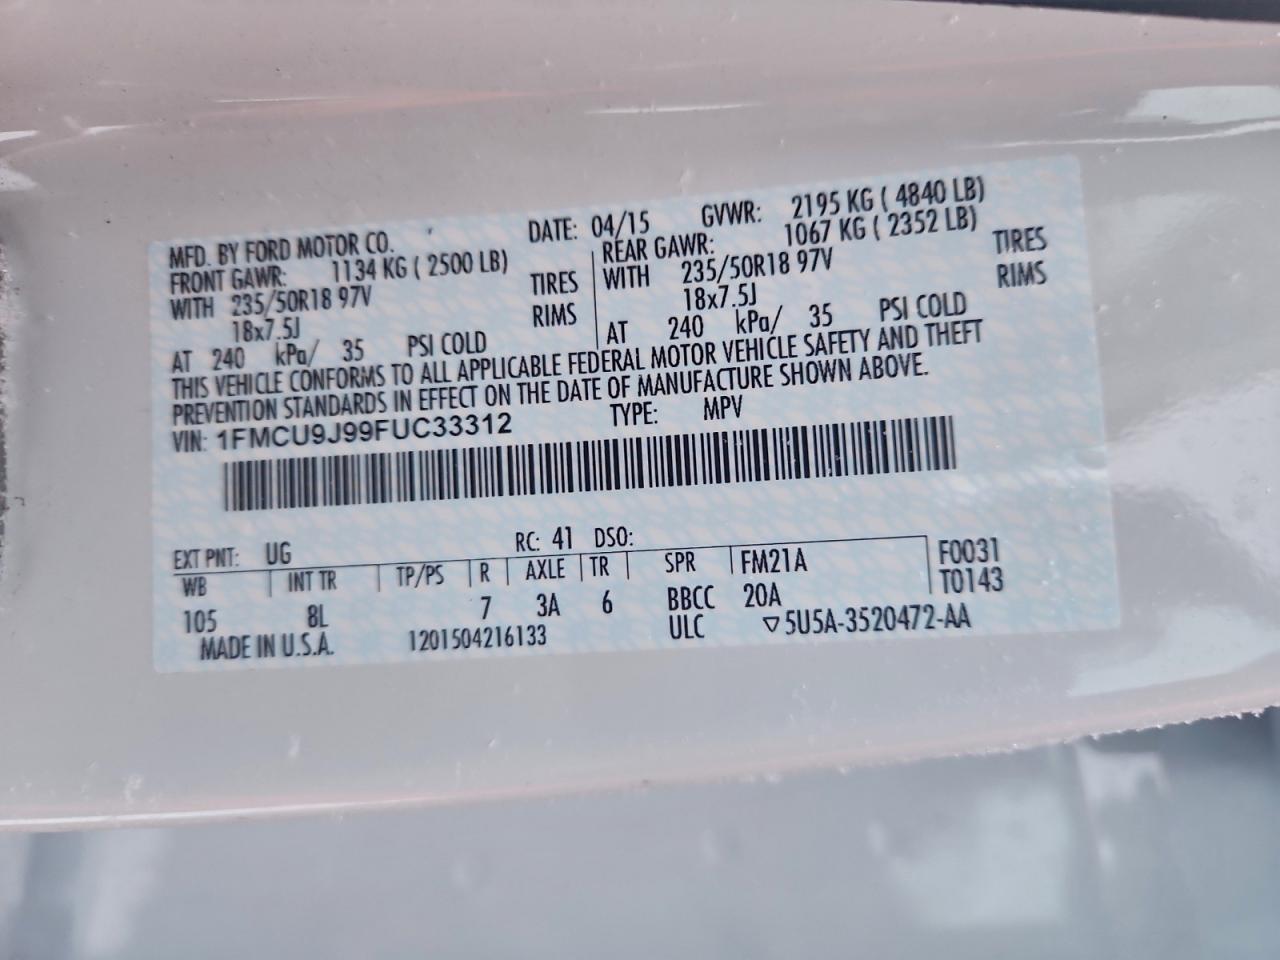 MFD. BY FORD MOTOR CO. DATE: 04/15 GVWR: 2195 KG ( 4840 LB)
FRONT GAWR: 1134 KG ( 2500 LB) REAR GAWR: 1067 KG ( 2352 LB)
WITH 235/50R18 97V TIRES WITH 235/50R18 97V TIRES
18x7.5J RIMS 18x7.5J RIMS
AT 240 kPa/ 35 PSI COLD AT 240 kPa/ 35 PSI COLD
THIS VEHICLE CONFORMS TO ALL APPLICABLE FEDERAL MOTOR VEHICLE SAFETY AND THEFT
PREVENTION STANDARDS IN EFFECT ON THE DATE OF MANUFACTURE SHOWN ABOVE.
VIN: 1FMCU9J99FUC33312 TYPE: MPV
EXT PNT: UG RC: 41 DSO:
WB INT TR TP/PS R AXLE TR SPR FM21A F0031
105 8L 7 3A 6 BBCC 20A T0143
MADE IN U.S.A. 1201504216133 ULC ▽5U5A-3520472-AA